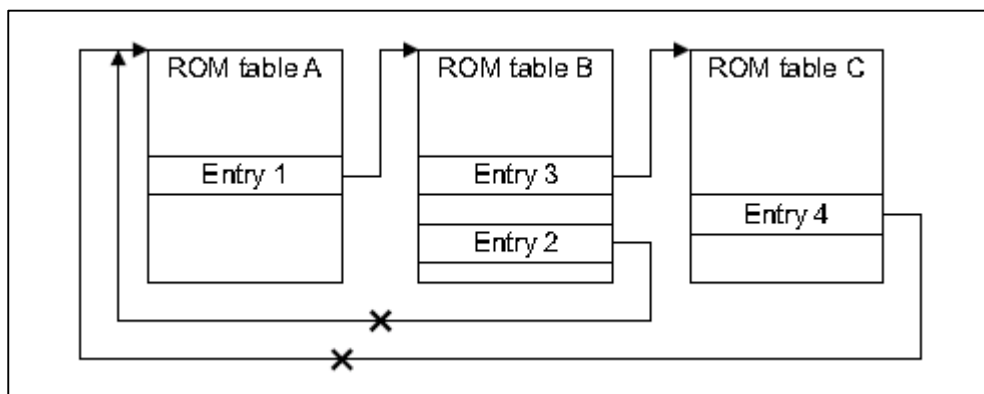 ROM table A
ROM table B
ROM table C
Entry 1
Entry 3
Entry 4
Entry 2